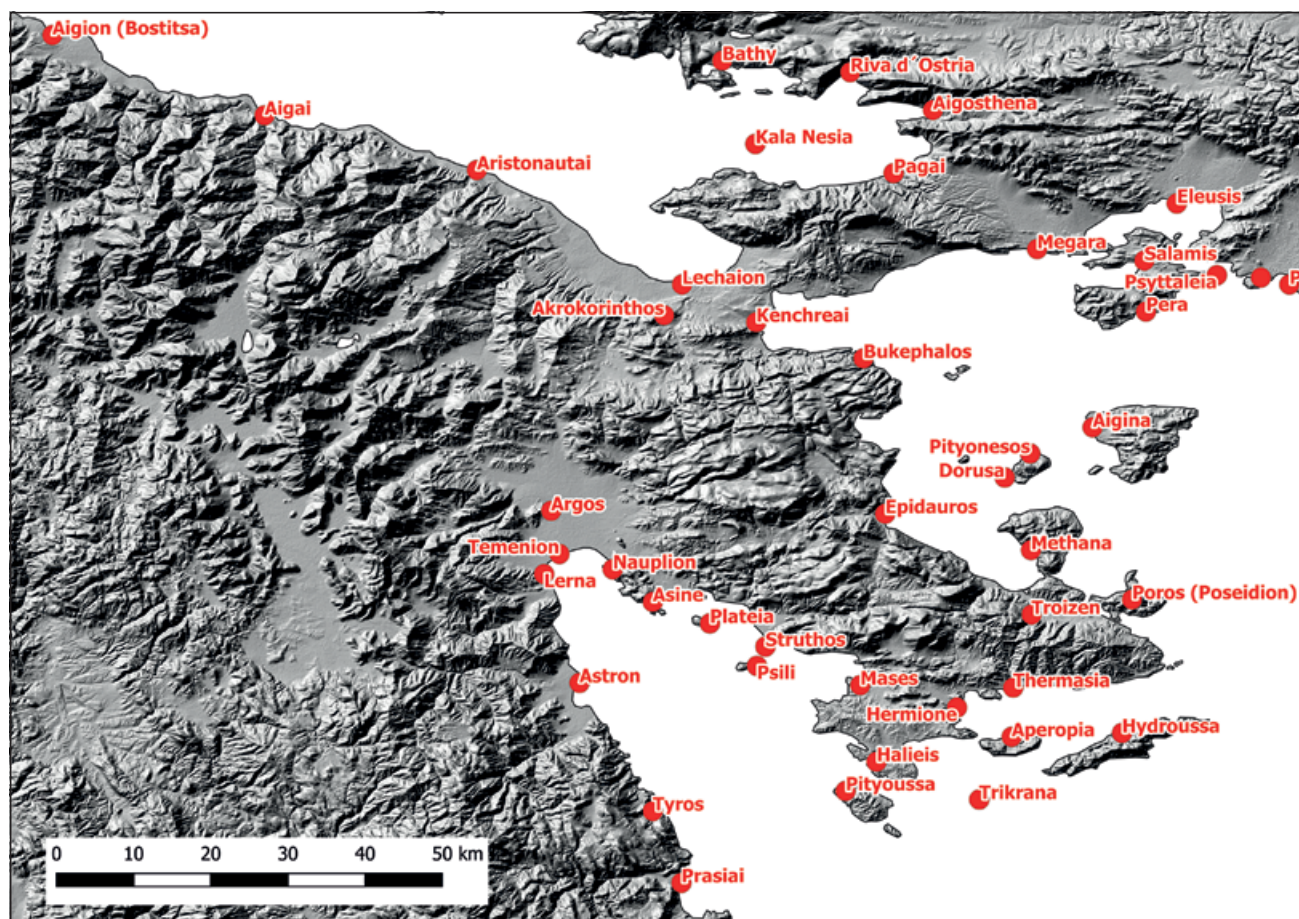 Aigion (Bostitsa)
Bathy
Riva d´Ostria
Aigai
Aigosthena
Kala Nesia
Aristonautai
Pagai
Eleusis
Megara
Salamis
Lechaion
Psyttaleia
P
Akrokorinthos
Pera
Kenchreai
Bukephalos
Aigina
Pityonesos
Dorusa
Argos
Epidauros
Temenion
Methana
Nauplion
Lerna
Asine
Poros (Poseidion)
Plateia
Troizen
Struthos
Psili
Astron
Mases
Thermasia
Hermione
Aperopia
Hydroussa
Halieis
Pityoussa
Trikrana
Tyros
0 10 20 30 40 50 km
Prasiai